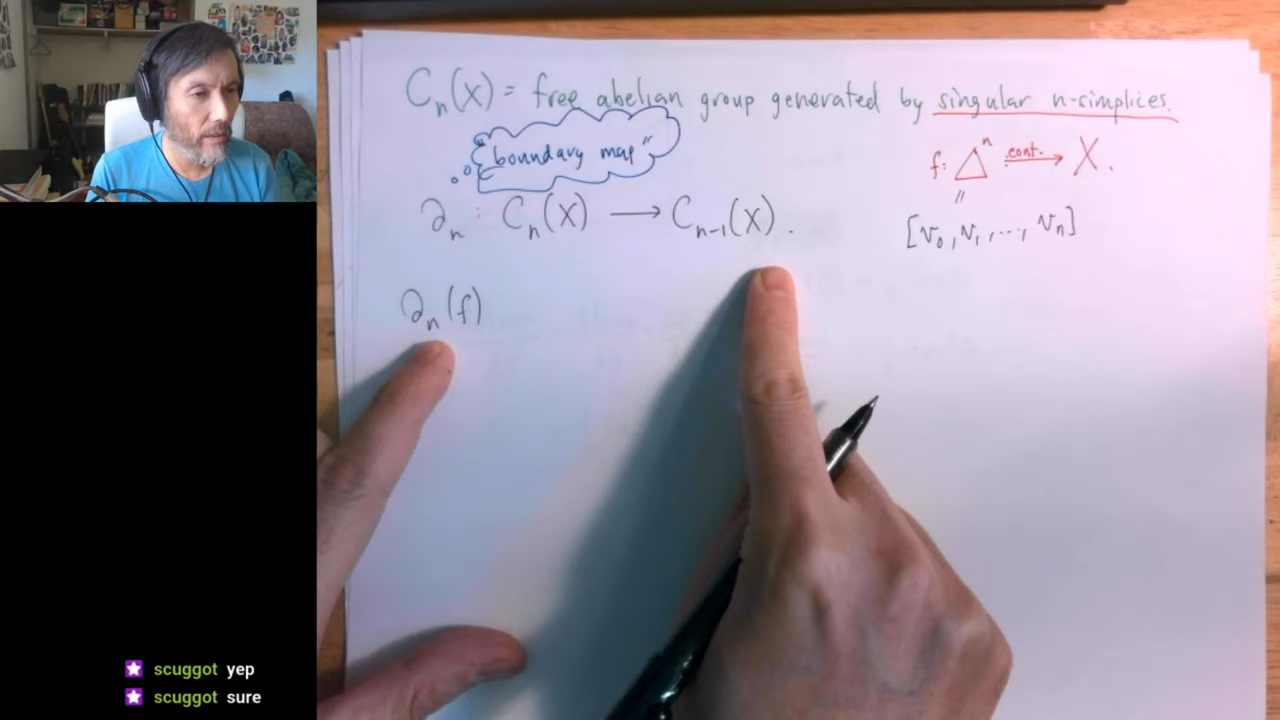 Cₙ(X) = free abelian group generated by singular n-simplices.
"boundary map"
f: Δⁿ cont. → X.
∂ₙ : Cₙ(X) → Cₙ₋₁(X).
= [v₀, v₁, ..., vₙ]
∂ₙ(f)
scuggot yep
scuggot sure